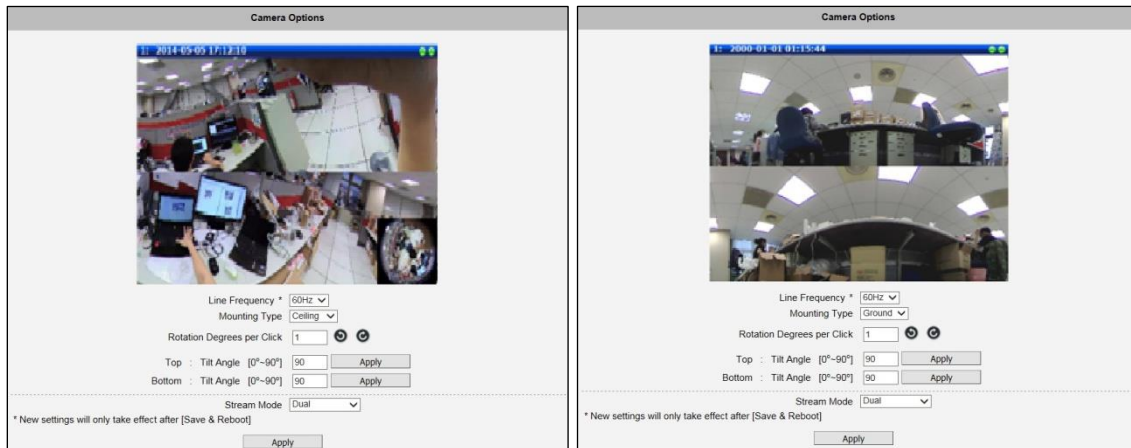 Camera Options
1: 2014-05-05 17:12:10
Line Frequency * 60Hz
Mounting Type Ceiling
Rotation Degrees per Click 1
Top : Tilt Angle [0°~90°] 90 Apply
Bottom : Tilt Angle [0°~90°] 90 Apply
Stream Mode Dual
* New settings will only take effect after [Save & Reboot]
Apply
Camera Options
1: 2000-01-01 01:15:44
Line Frequency * 60Hz
Mounting Type Ground
Rotation Degrees per Click 1
Top : Tilt Angle [0°~90°] 90 Apply
Bottom : Tilt Angle [0°~90°] 90 Apply
Stream Mode Dual
* New settings will only take effect after [Save & Reboot]
Apply